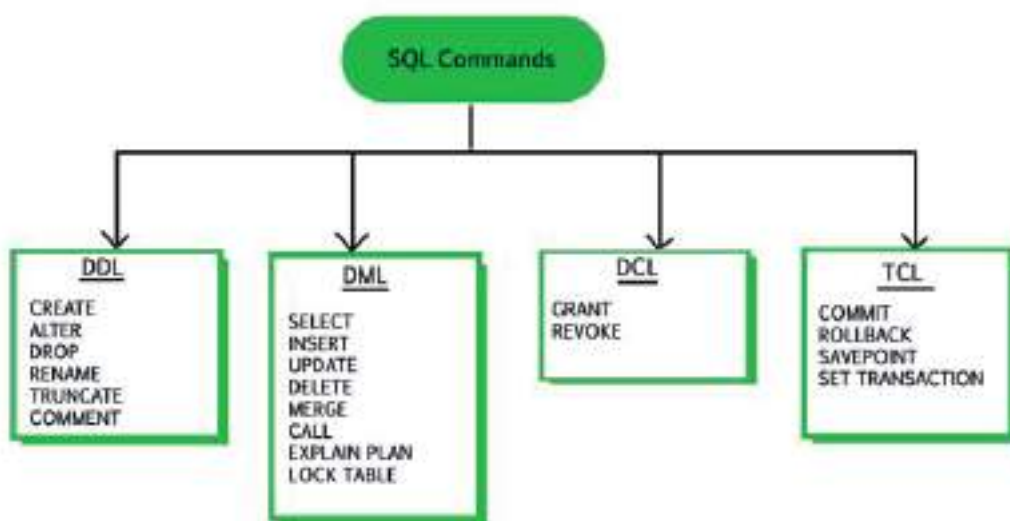 SQL Commands
DDL
CREATE
ALTER
DROP
RENAME
TRUNCATE
COMMENT
DML
SELECT
INSERT
UPDATE
DELETE
MERGE
CALL
EXPLAIN PLAN
LOCK TABLE
DCL
GRANT
REVOKE
TCL
COMMIT
ROLLBACK
SAVEPOINT
SET TRANSACTION